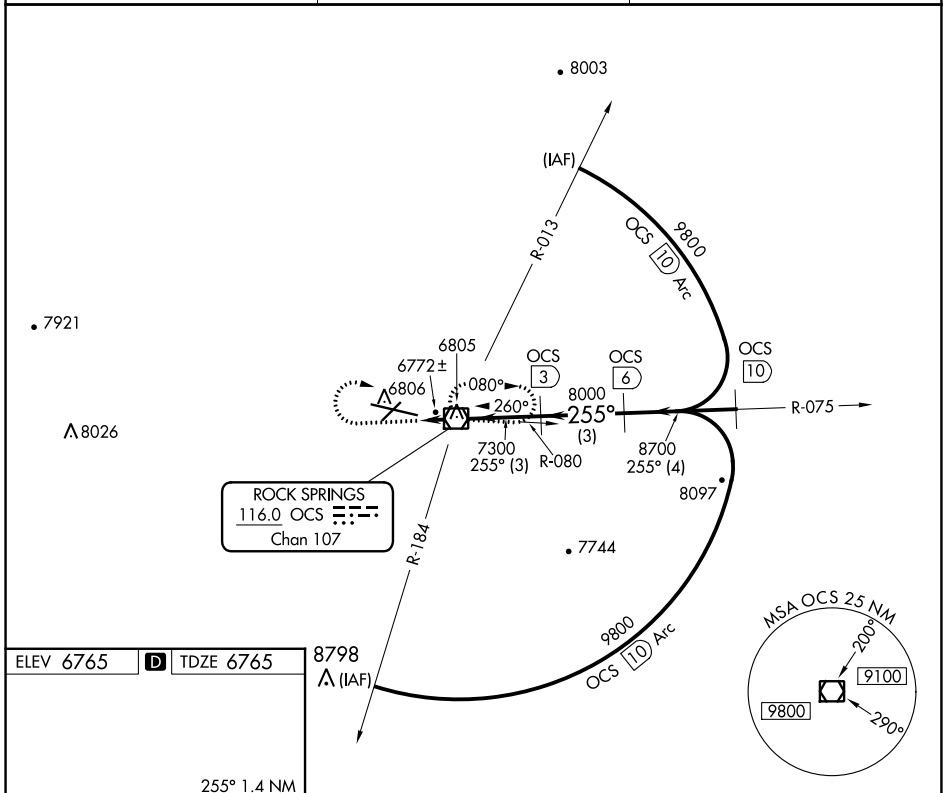 8003
(IAF)
R-013
9800
OCS 10 Arc
7921
6805
6772±
6806
080°
260°
OCS
3
OCS
6
OCS
10
8000
255°
(3)
R-075
8026
7300
255° (3)
R-080
8700
255° (4)
8097
ROCK SPRINGS
116.0 OCS
Chan 107
R-184
7744
9800
OCS 10 Arc
MSA OCS 25 NM
200°
9100
9800
290°
ELEV 6765
D
TDZE 6765
8798
(IAF)
255° 1.4 NM